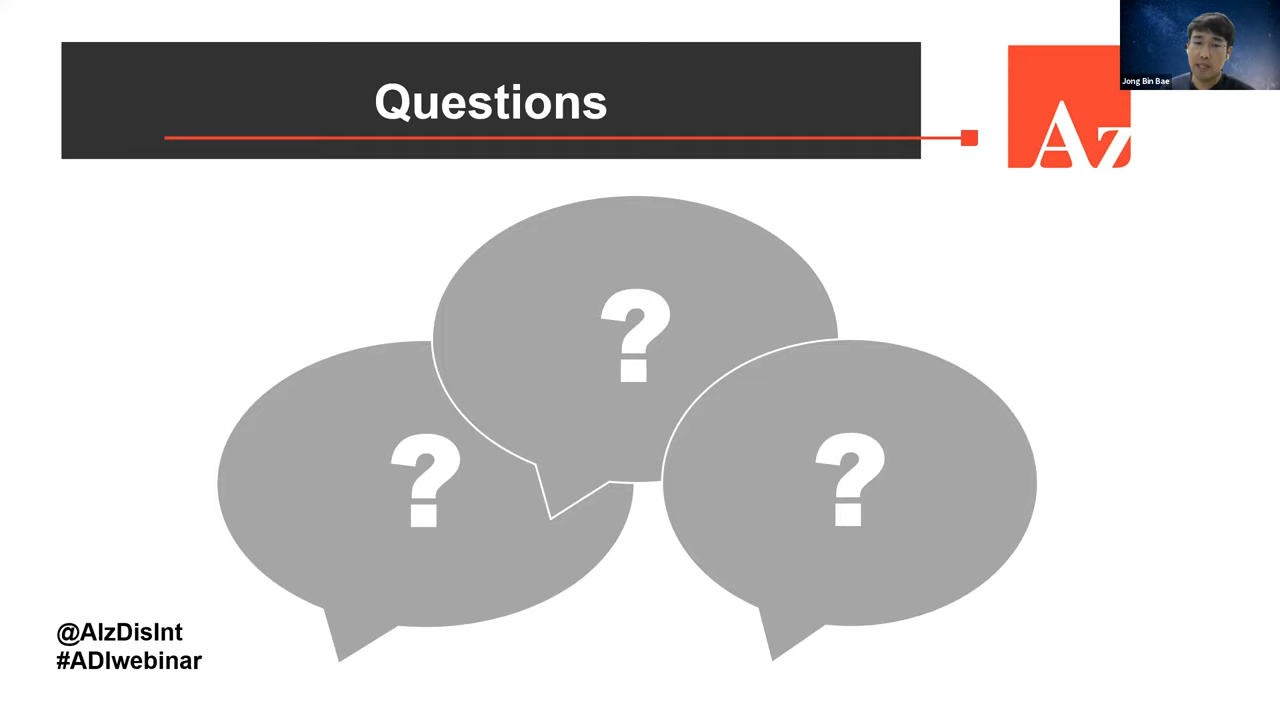 Questions
Jong Bin Bae
Az
?
?
?
@AlzDisInt
#ADIwebinar